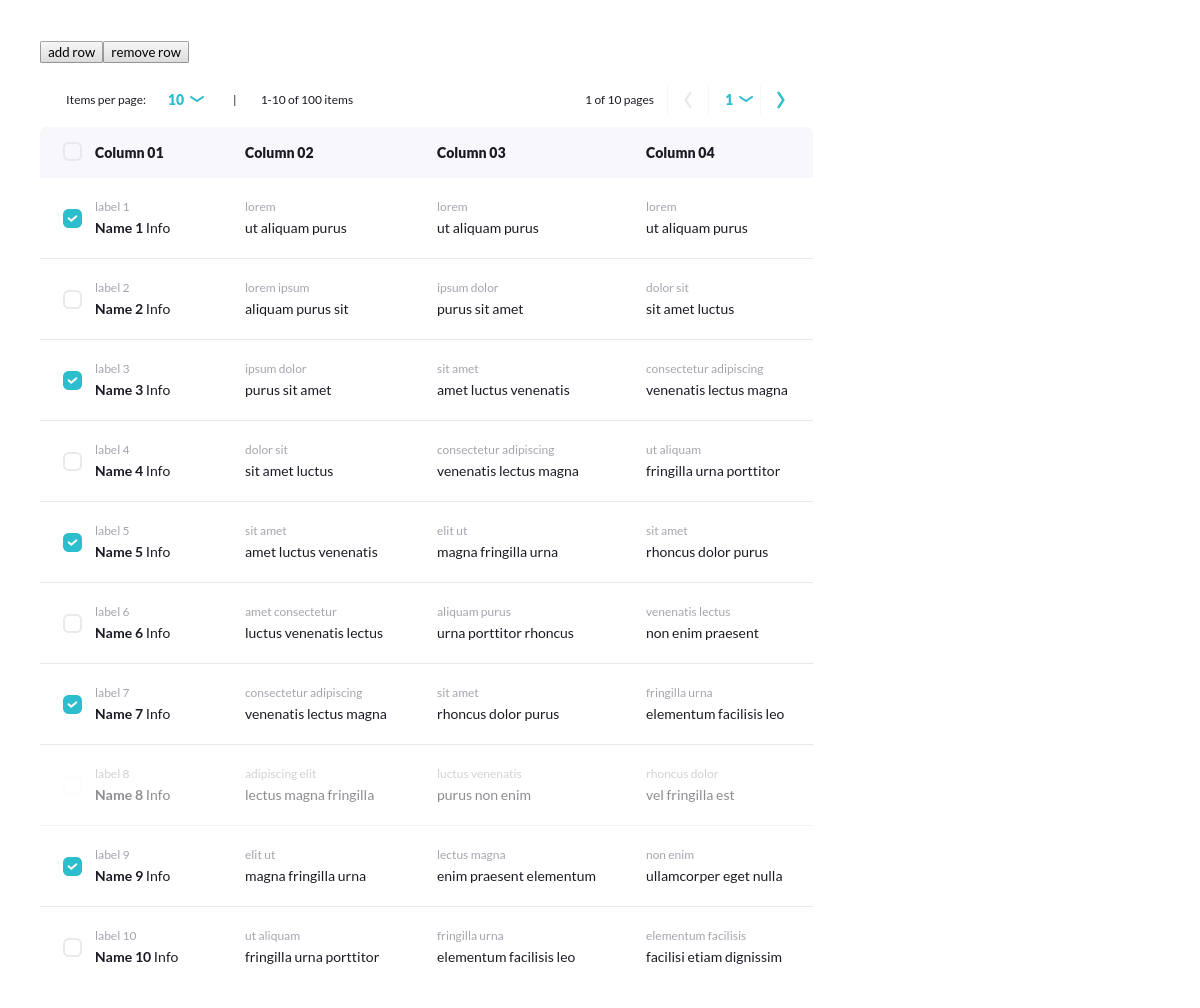 add row remove row
Items per page: 10 | 1-10 of 100 items 1 of 10 pages 1
Column 01 Column 02 Column 03 Column 04
label 1 lorem lorem lorem
Name 1 Info ut aliquam purus ut aliquam purus ut aliquam purus
label 2 lorem ipsum ipsum dolor dolor sit
Name 2 Info aliquam purus sit purus sit amet sit amet luctus
label 3 ipsum dolor sit amet consectetur adipiscing
Name 3 Info purus sit amet amet luctus venenatis venenatis lectus magna
label 4 dolor sit consectetur adipiscing ut aliquam
Name 4 Info sit amet luctus venenatis lectus magna fringilla urna porttitor
label 5 sit amet elit ut sit amet
Name 5 Info amet luctus venenatis magna fringilla urna rhoncus dolor purus
label 6 amet consectetur aliquam purus venenatis lectus
Name 6 Info luctus venenatis lectus urna porttitor rhoncus non enim praesent
label 7 consectetur adipiscing sit amet fringilla urna
Name 7 Info venenatis lectus magna rhoncus dolor purus elementum facilisis leo
label 8 adipiscing elit luctus venenatis rhoncus dolor
Name 8 Info lectus magna fringilla purus non enim vel fringilla est
label 9 elit ut lectus magna non enim
Name 9 Info magna fringilla urna enim praesent elementum ullamcorper eget nulla
label 10 ut aliquam fringilla urna elementum facilisis
Name 10 Info fringilla urna porttitor elementum facilisis leo facilisi etiam dignissim